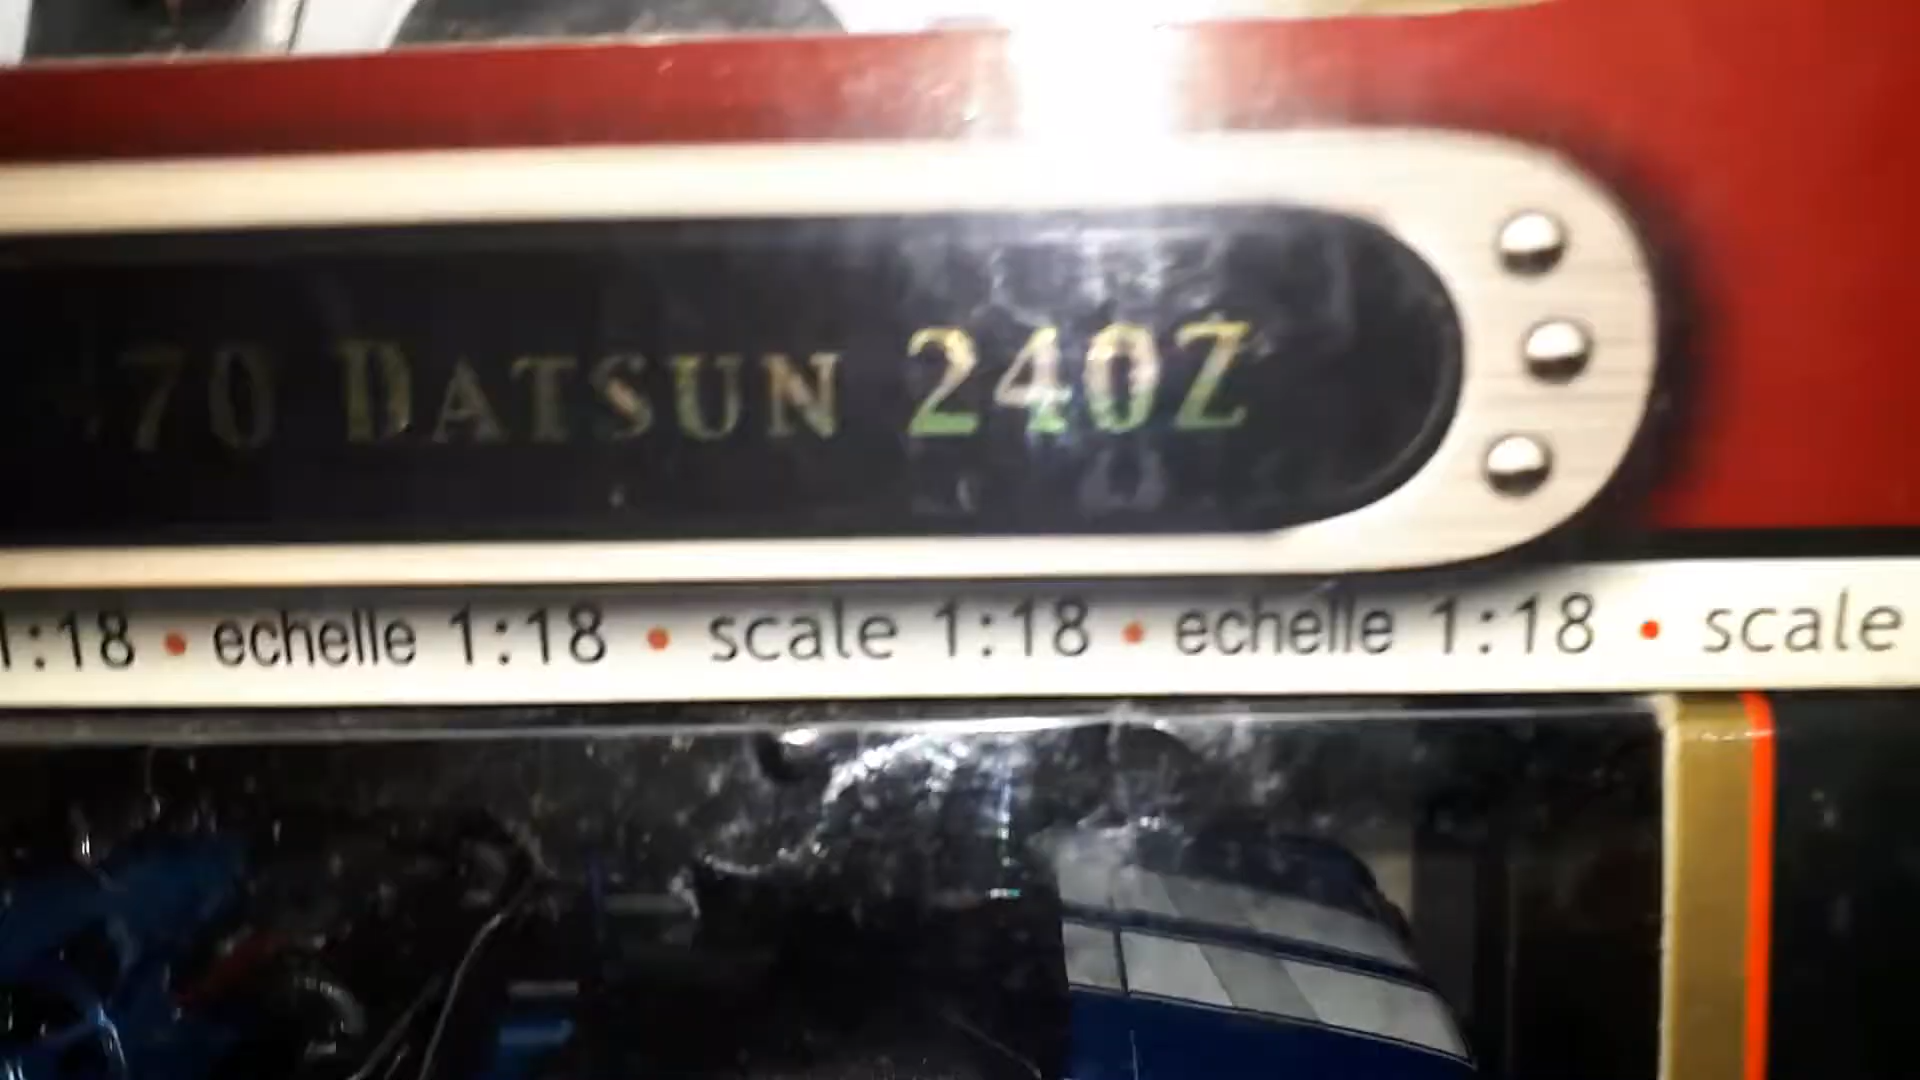 70 DATSUN 240Z
1:18 • echelle 1:18 • scale 1:18 • echelle 1:18 • scale